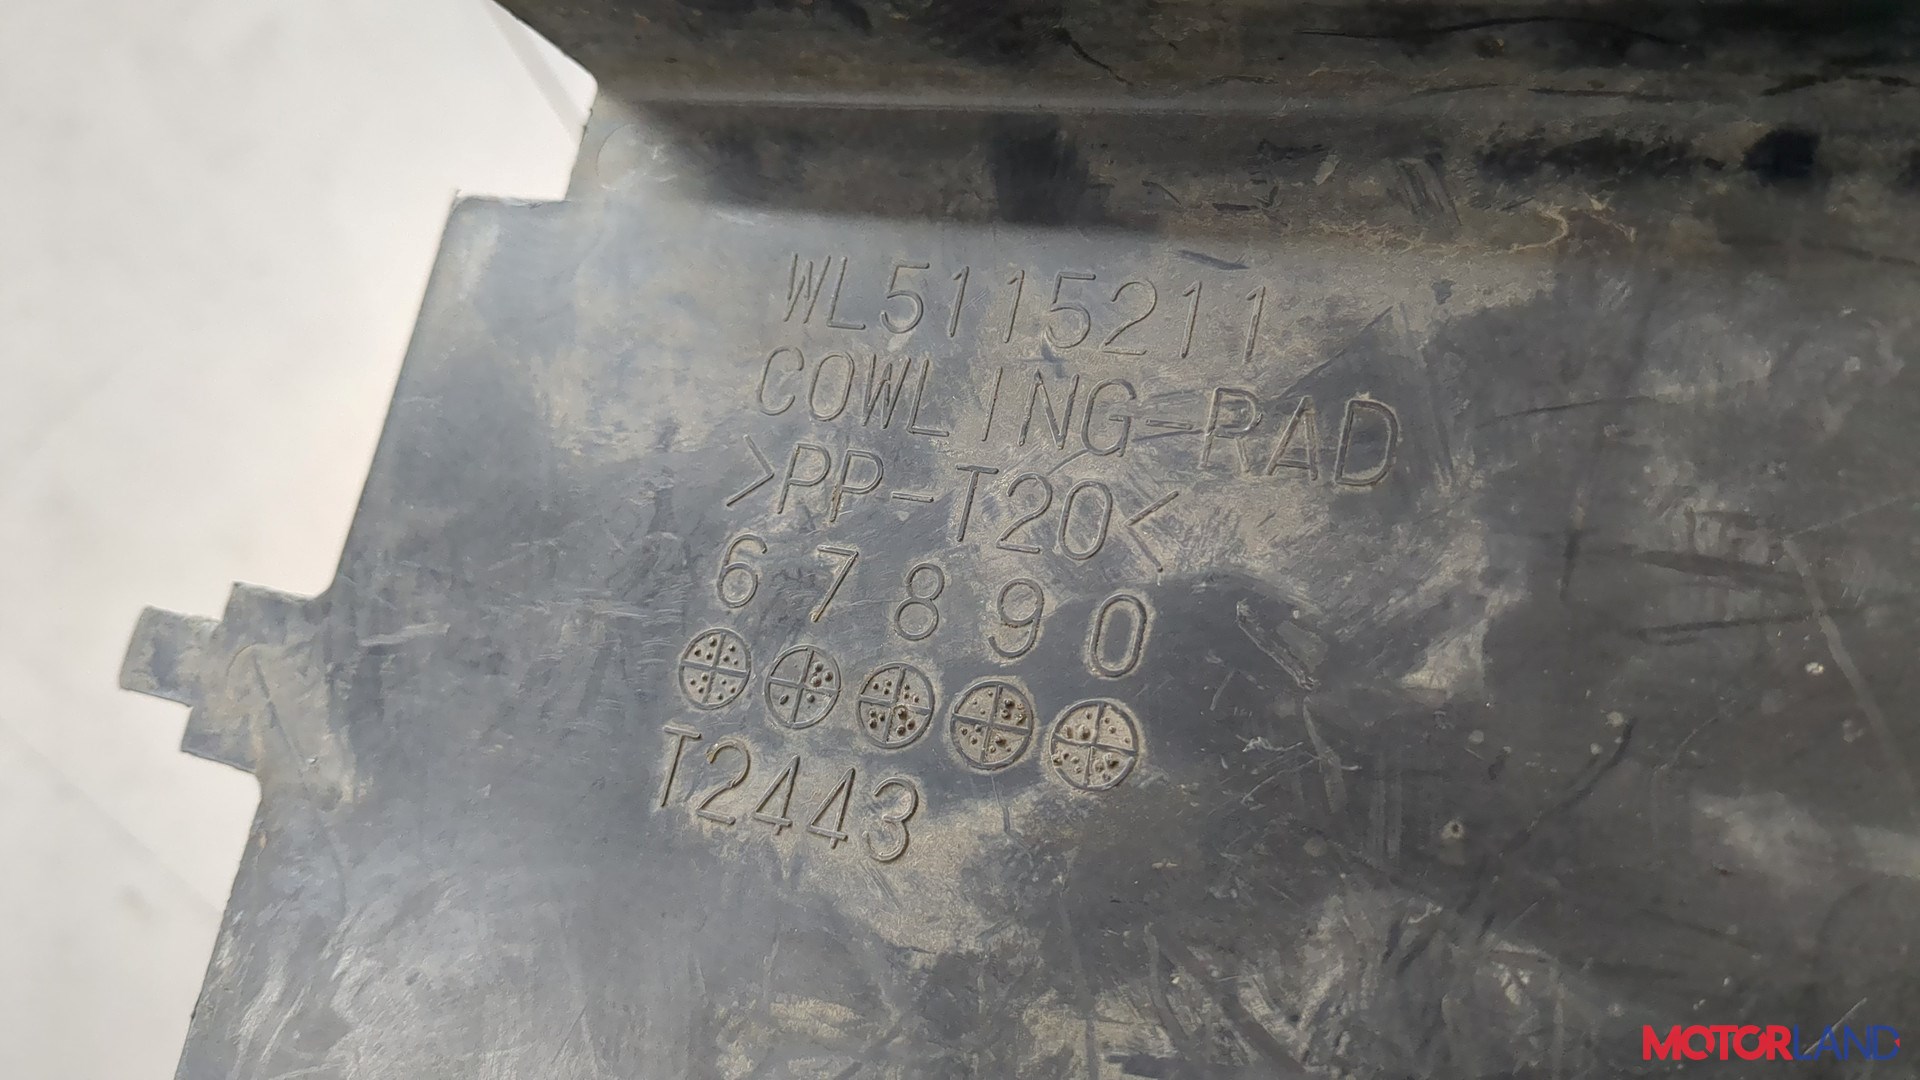 WL5115211
COWLING-RAD
>PP-T20<
6 7 8 9 0
T2443
MOTORLAND